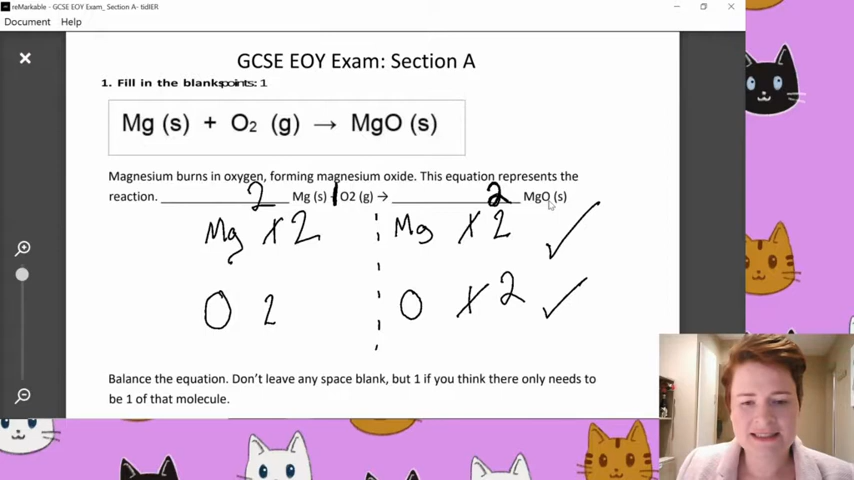 reMarkable - GCSE EOY Exam_ Section A- tidIER
Document Help
GCSE EOY Exam: Section A
1. Fill in the blankspoints: 1
Mg (s) + O2 (g) → MgO (s)
Magnesium burns in oxygen, forming magnesium oxide. This equation represents the
reaction. 2 Mg (s) + 1 O2 (g) → 2 MgO (s)
Mg x 2 Mg x 2 ✓
O 2 O x 2 ✓
Balance the equation. Don't leave any space blank, but 1 if you think there only needs to
be 1 of that molecule.